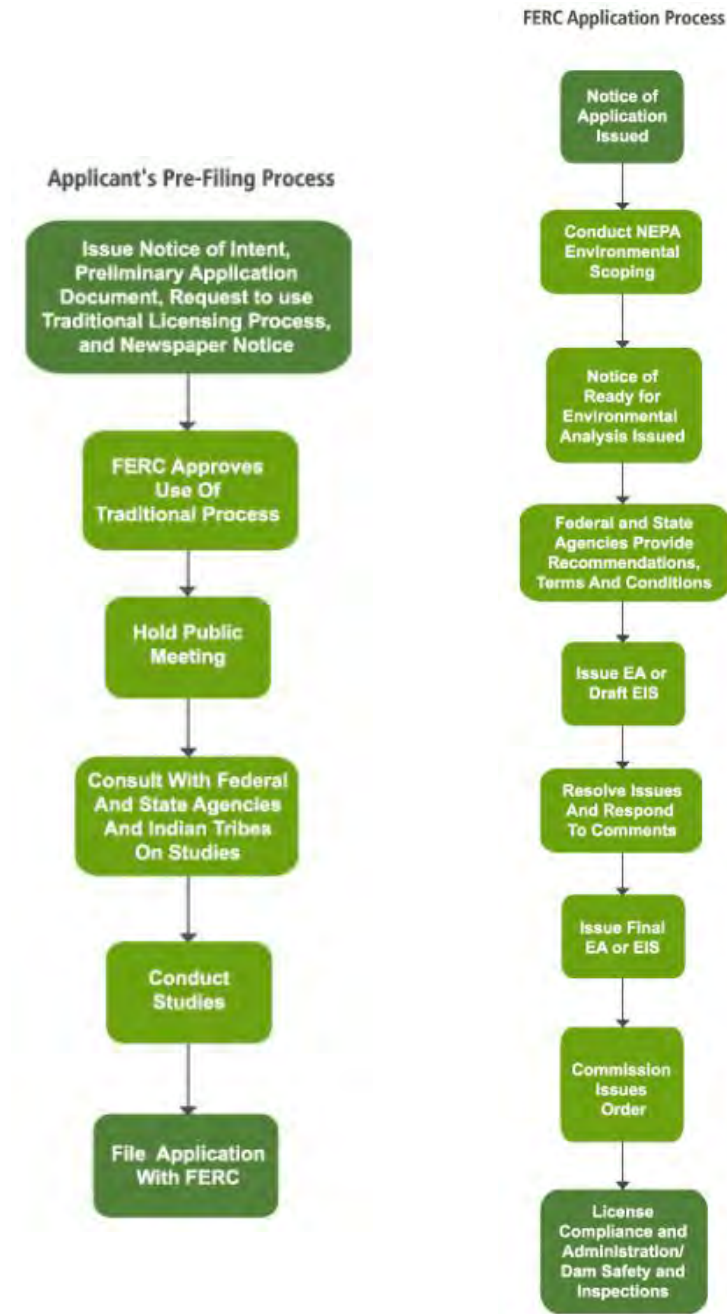 Applicant's Pre-Filing Process
Issue Notice of Intent,
Preliminary Application
Document, Request to use
Traditional Licensing Process,
and Newspaper Notice
FERC Approves
Use Of
Traditional Process
Hold Public
Meeting
Consult With Federal
And State Agencies
And Indian Tribes
On Studies
Conduct
Studies
File Application
With FERC
FERC Application Process
Notice of
Application
Issued
Conduct NEPA
Environmental
Scoping
Notice of
Ready for
Environmental
Analysis Issued
Federal and State
Agencies Provide
Recommendations,
Terms And Conditions
Issue EA or
Draft EIS
Resolve Issues
And Respond
To Comments
Issue Final
EA or EIS
Commission
Issues
Order
License
Compliance and
Administration/
Dam Safety and
Inspections